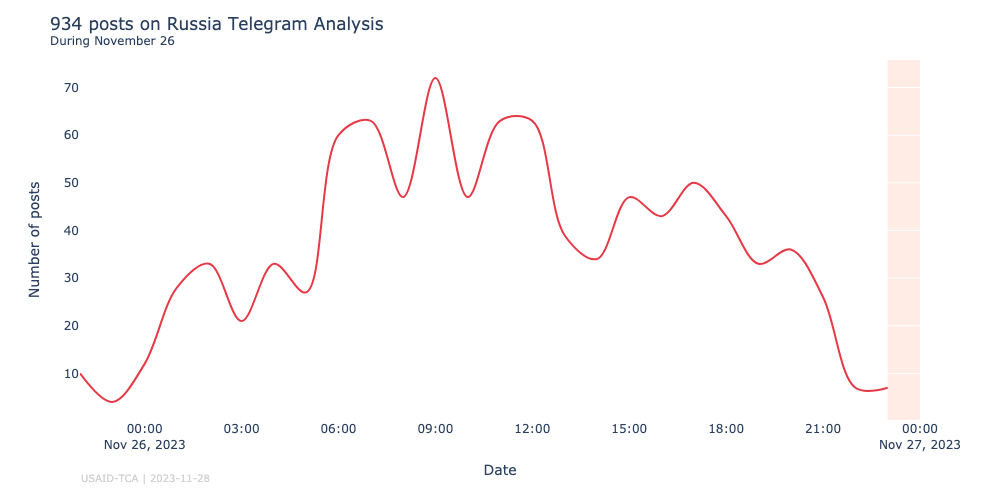 934 posts on Russia Telegram Analysis
During November 26
70
60
50
40
30
20
10
Number of posts
00:00 03:00 06:00 09:00 12:00 15:00 18:00 21:00 00:00
Nov 26, 2023 Nov 27, 2023
Date
USAID-TCA | 2023-11-28